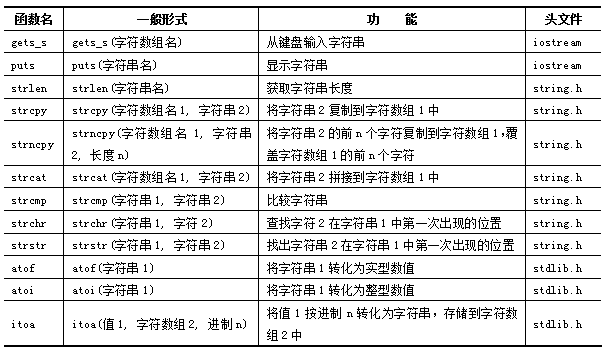 函数名 一般形式 功 能 头文件
gets_s gets_s(字符数组名) 从键盘输入字符串 iostream
puts puts(字符串名) 显示字符串 iostream
strlen strlen(字符串名) 获取字符串长度 string.h
strcpy strcpy(字符数组名1, 字符串2) 将字符串2复制到字符数组1中 string.h
strncpy strncpy(字符数组名 1, 字符串 将字符串2的前n个字符复制到字符数组1,覆 string.h
2, 长度n) 盖字符数组1的前n个字符
strcat strcat(字符数组名1, 字符串2) 将字符串2拼接到字符数组1中 string.h
strcmp strcmp(字符串1, 字符串2) 比较字符串 string.h
strchr strchr(字符串1, 字符2) 查找字符2在字符串1中第一次出现的位置 string.h
strstr strstr(字符串1, 字符串2) 找出字符串2在字符串1中第一次出现的位置 string.h
atof atof(字符串1) 将字符串1转化为实型数值 stdlib.h
atoi atoi(字符串1) 将字符串1转为整型数值 stdlib.h
itoa itoa(值1, 字符数组2, 进制n) 将值1按进制n转化为字符串,存储到字符数 stdlib.h
组2中